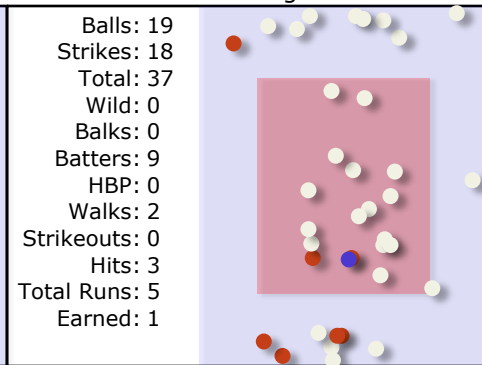 Balls: 19
Strikes: 18
Total: 37
Wild: 0
Balks: 0
Batters: 9
HBP: 0
Walks: 2
Strikeouts: 0
Hits: 3
Total Runs: 5
Earned: 1